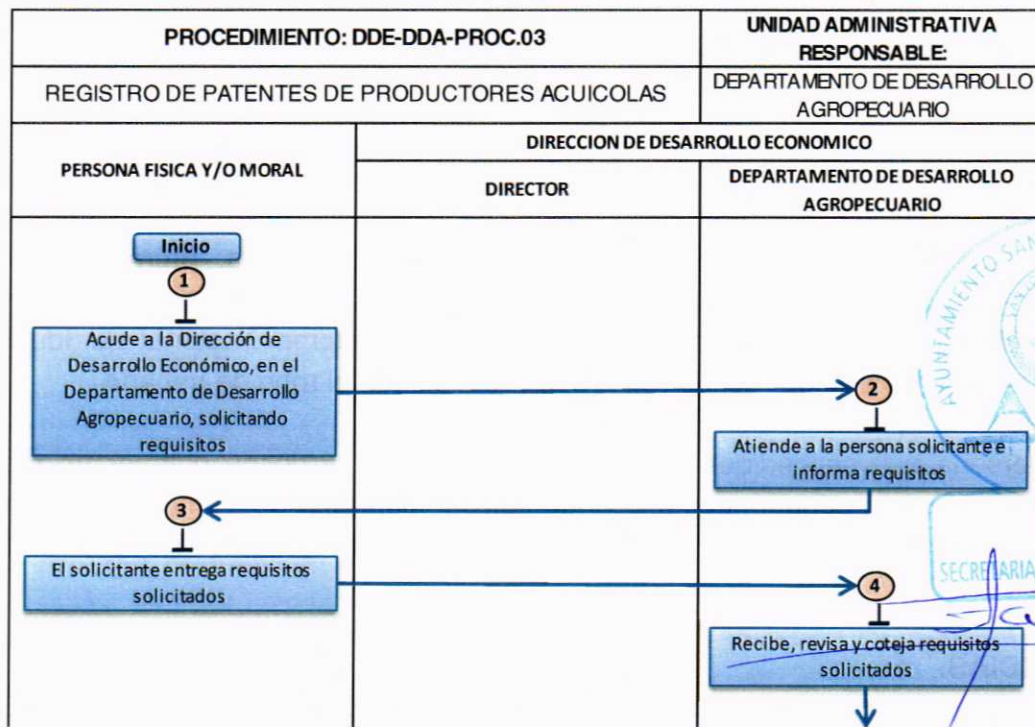 PROCEDIMIENTO: DDE-DDA-PROC.03
UNIDAD ADMINISTRATIVA
RESPONSABLE:
REGISTRO DE PATENTES DE PRODUCTORES ACUICOLAS
DEPARTAMENTO DE DESARROLLO
AGROPECUARIO
PERSONA FISICA Y/O MORAL
DIRECCION DE DESARROLLO ECONOMICO
DIRECTOR
DEPARTAMENTO DE DESARROLLO
AGROPECUARIO
Inicio
1
Acude a la Dirección de
Desarrollo Económico, en el
Departamento de Desarrollo
Agropecuario, solicitando
requisitos
2
Atiende a la persona solicitante e
informa requisitos
3
El solicitante entrega requisitos
solicitados
4
Recibe, revisa y coteja requisitos
solicitados
AYUNTAMIENTO SAN
SECRETARIA